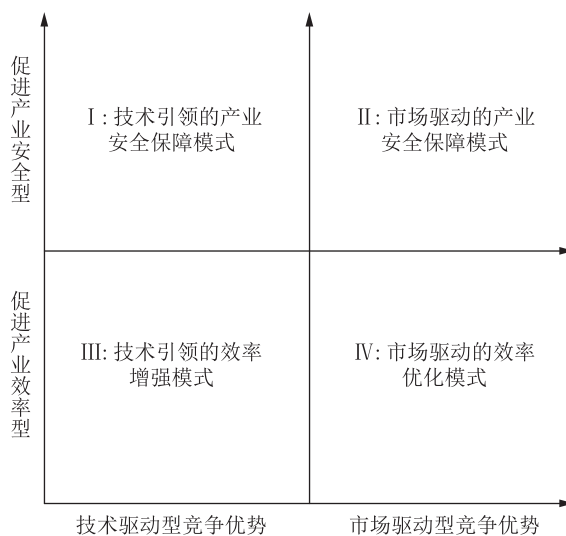 促进产业安全型
Ⅰ:技术引领的产业
安全保障模式
Ⅱ:市场驱动的产业
安全保障模式
促进产业效率型
Ⅲ:技术引领的效率
增强模式
Ⅳ:市场驱动的效率
优化模式
技术驱动型竞争优势
市场驱动型竞争优势